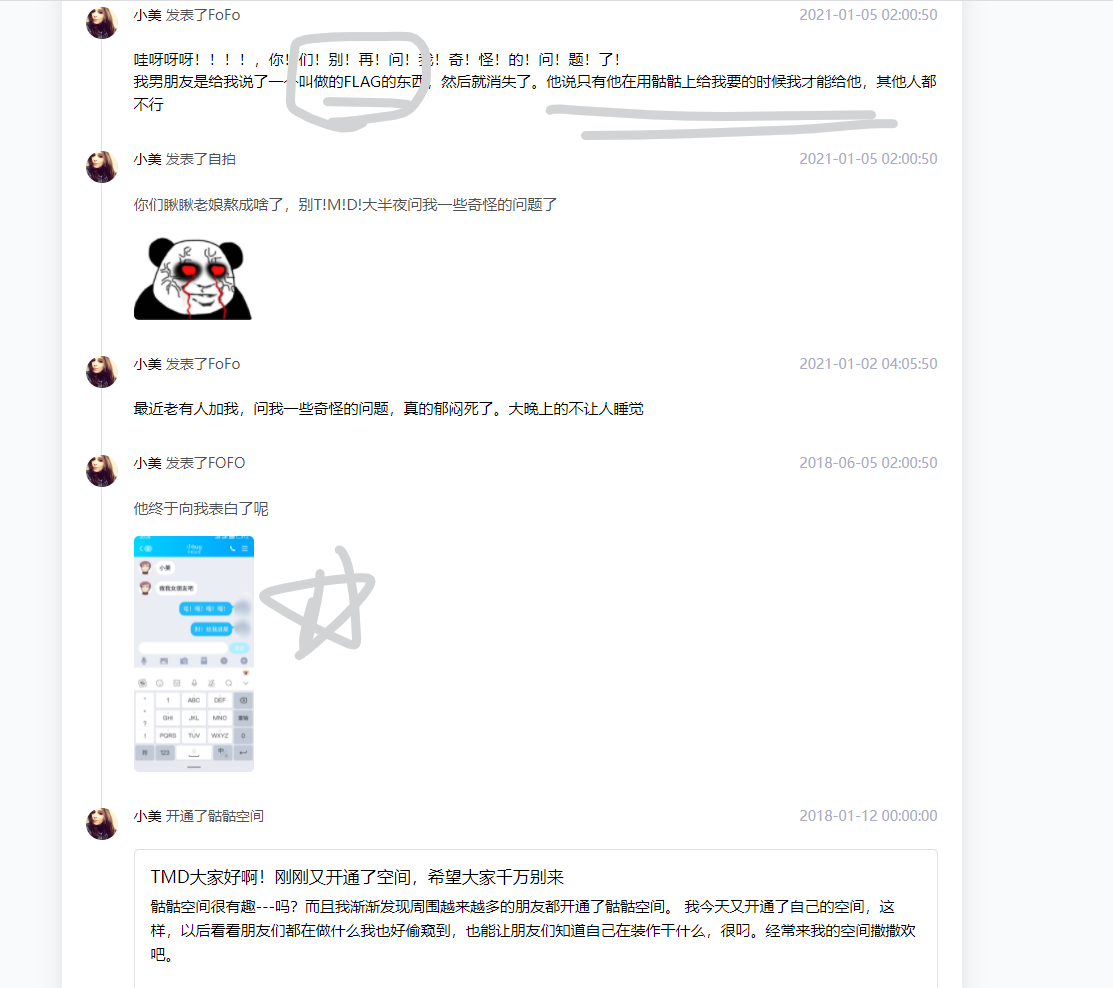 小美 发表了FoFo 2021-01-05 02:00:50
哇呀呀呀！！！！，你！们！别！再！问！我！奇！怪！的！问！题！了！
我男朋友是给我说了一个叫做的FLAG的东西，然后就消失了。他说只有他在用骷骷上给我要的时候我才能给他，其他人都
不行
小美 发表了自拍 2021-01-05 02:00:50
你们瞅瞅老娘熬成啥了，别T!M!D!大半夜问我一些奇怪的问题了
小美 发表了FoFo 2021-01-02 04:05:50
最近老有人加我，问我一些奇怪的问题，真的郁闷死了。大晚上的不让人睡觉
小美 发表了FOFO 2018-06-05 02:00:50
他终于向我表白了呢
小美
做我女朋友吧
1 ABC DEF
GHI JKL MNO
PQRS TUV WXYZ 0
123
小美 开通了骷骷空间 2018-01-12 00:00:00
TMD大家好啊！刚刚又开通了空间，希望大家千万别来
骷骷空间很有趣---吗？而且我渐渐发现周围越来越多的朋友都开通了骷骷空间。 我今天又开通了自己的空间，这
样，以后看看朋友们都在做什么我也好偷窥到，也能让朋友们知道自己在装作干什么，很叼。经常来我的空间撒撒欢
吧。